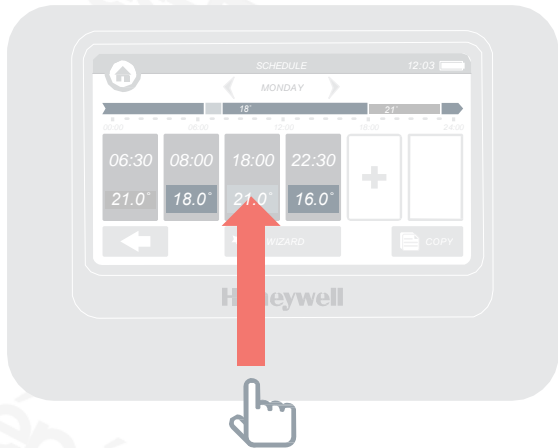 SCHEDULE 12:03
MONDAY
18° 21°
00:00 06:00 12:00 18:00 24:00
06:30 08:00 18:00 22:30
21.0° 18.0° 21.0° 16.0°
WIZARD COPY
Honeywell